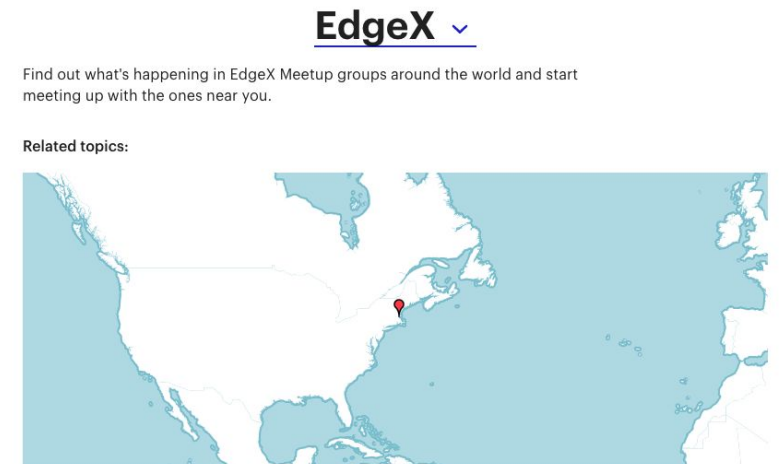 EdgeX
Find out what's happening in EdgeX Meetup groups around the world and start
meeting up with the ones near you.
Related topics: